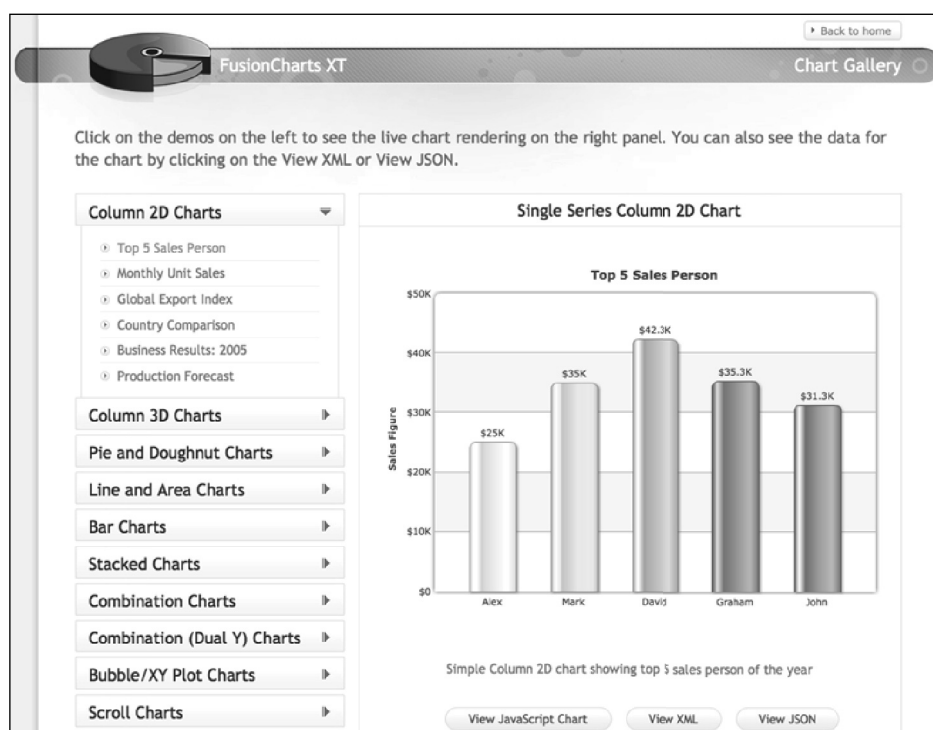 Back to home
FusionCharts XT
Chart Gallery
Click on the demos on the left to see the live chart rendering on the right panel. You can also see the data for
the chart by clicking on the View XML or View JSON.
Column 2D Charts
Top 5 Sales Person
Monthly Unit Sales
Global Export Index
Country Comparison
Business Results: 2005
Production Forecast
Column 3D Charts
Pie and Doughnut Charts
Line and Area Charts
Bar Charts
Stacked Charts
Combination Charts
Combination (Dual Y) Charts
Bubble/XY Plot Charts
Scroll Charts
Single Series Column 2D Chart
Top 5 Sales Person
Sales Figure
$50K
$40K
$30K
$20K
$10K
$0
$25K
$35K
$42.3K
$35.3K
$31.3K
Alex
Mark
David
Graham
John
Simple Column 2D chart showing top 5 sales person of the year
View JavaScript Chart
View XML
View JSON